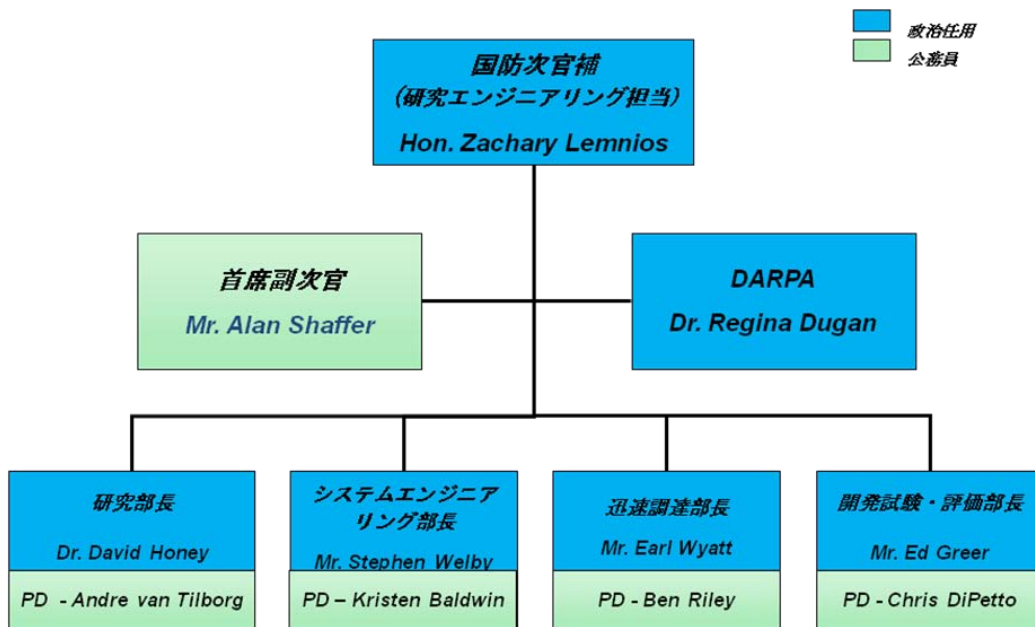 政治任用
公務員
国防次官補
(研究エンジニアリング担当)
Hon. Zachary Lemnios
首席副次官
Mr. Alan Shaffer
DARPA
Dr. Regina Dugan
研究部長
Dr. David Honey
PD - Andre van Tilborg
システムエンジニア
リング部長
Mr. Stephen Welby
PD – Kristen Baldwin
迅速調達部長
Mr. Earl Wyatt
PD - Ben Riley
開発試験・評価部長
Mr. Ed Greer
PD - Chris DiPetto